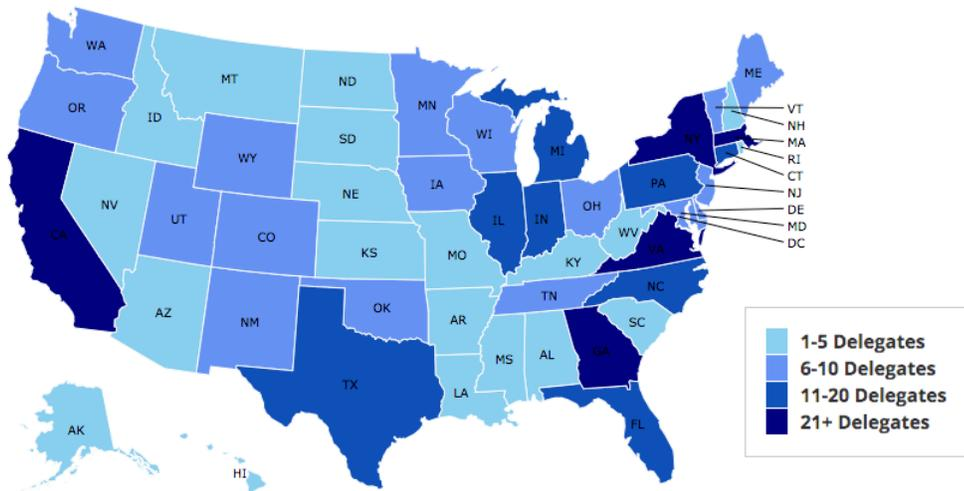 WA
OR
CA
NV
ID
MT
WY
UT
CO
AZ
NM
ND
SD
NE
KS
OK
TX
MN
IA
MO
AR
LA
WI
IL
MI
IN
OH
KY
TN
MS
AL
GA
FL
SC
NC
VA
WV
PA
NY
ME
VT
NH
MA
RI
CT
NJ
DE
MD
DC
AK
HI
1-5 Delegates
6-10 Delegates
11-20 Delegates
21+ Delegates